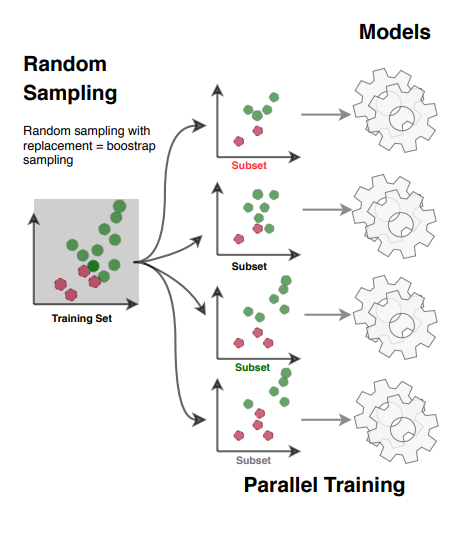 Models
Random
Sampling
Random sampling with
replacement = boostrap
sampling
Subset
Subset
Training Set
Subset
Subset
Parallel Training